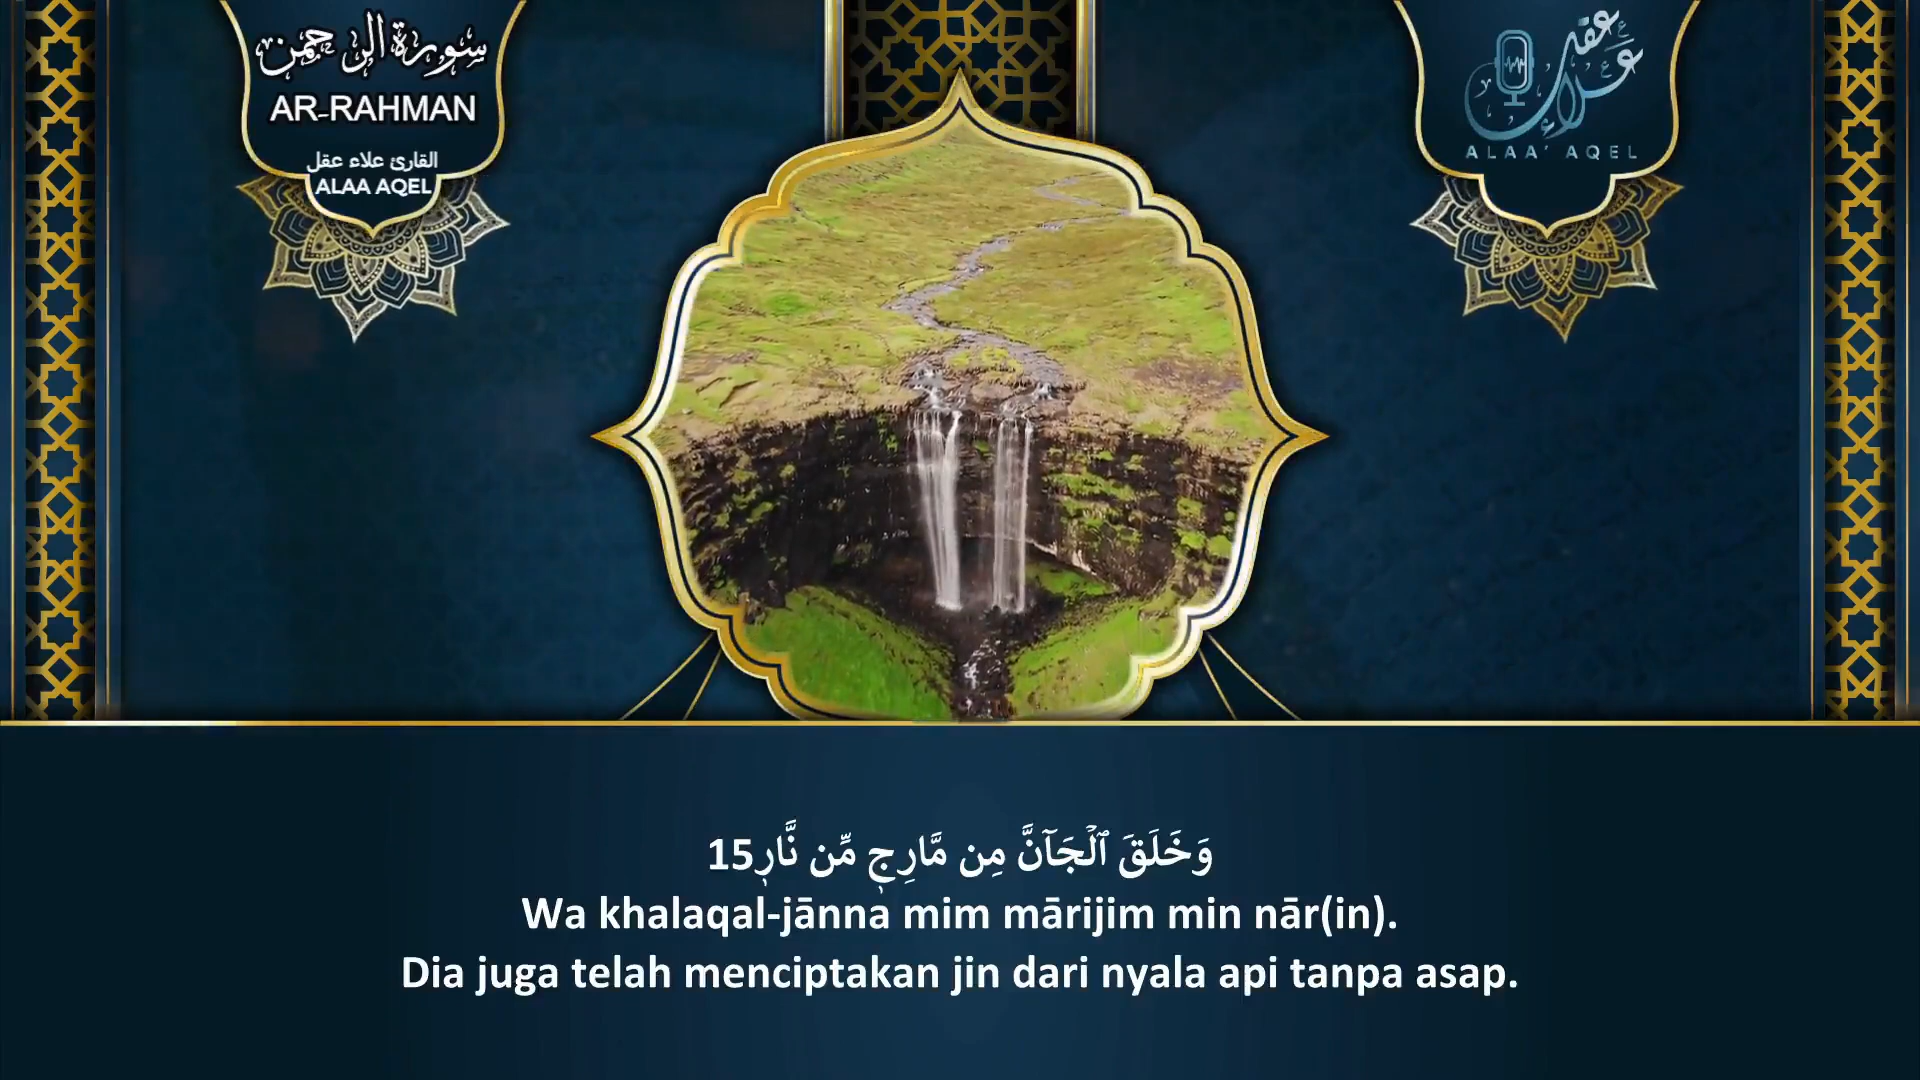 سورة الرحمن
AR-RAHMAN
القارئ علاء عقل
ALAA AQEL
علاء عقل
ALAA' AQEL
وَخَلَقَ ٱلْجَآنَّ مِن مَّارِجٍ مِّن نَّارٍ15
Wa khalaqal-jānna mim mārijim min nār(in).
Dia juga telah menciptakan jin dari nyala api tanpa asap.